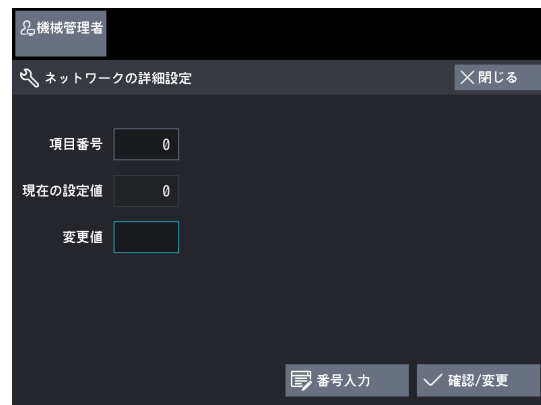 機械管理者
ネットワークの詳細設定
閉じる
項目番号 0
現在の設定値 0
変更値
番号入力
確認/変更